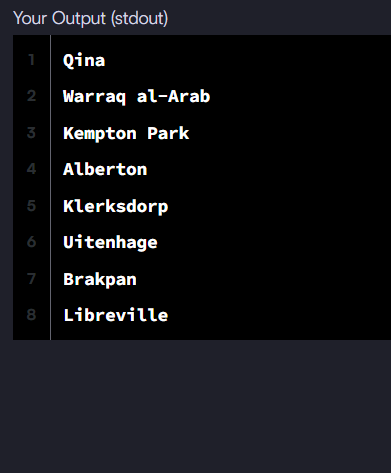 Your Output (stdout)
1 Qina
2 Warraq al-Arab
3 Kempton Park
4 Alberton
5 Klerksdorp
6 Uitenhage
7 Brakpan
8 Libreville